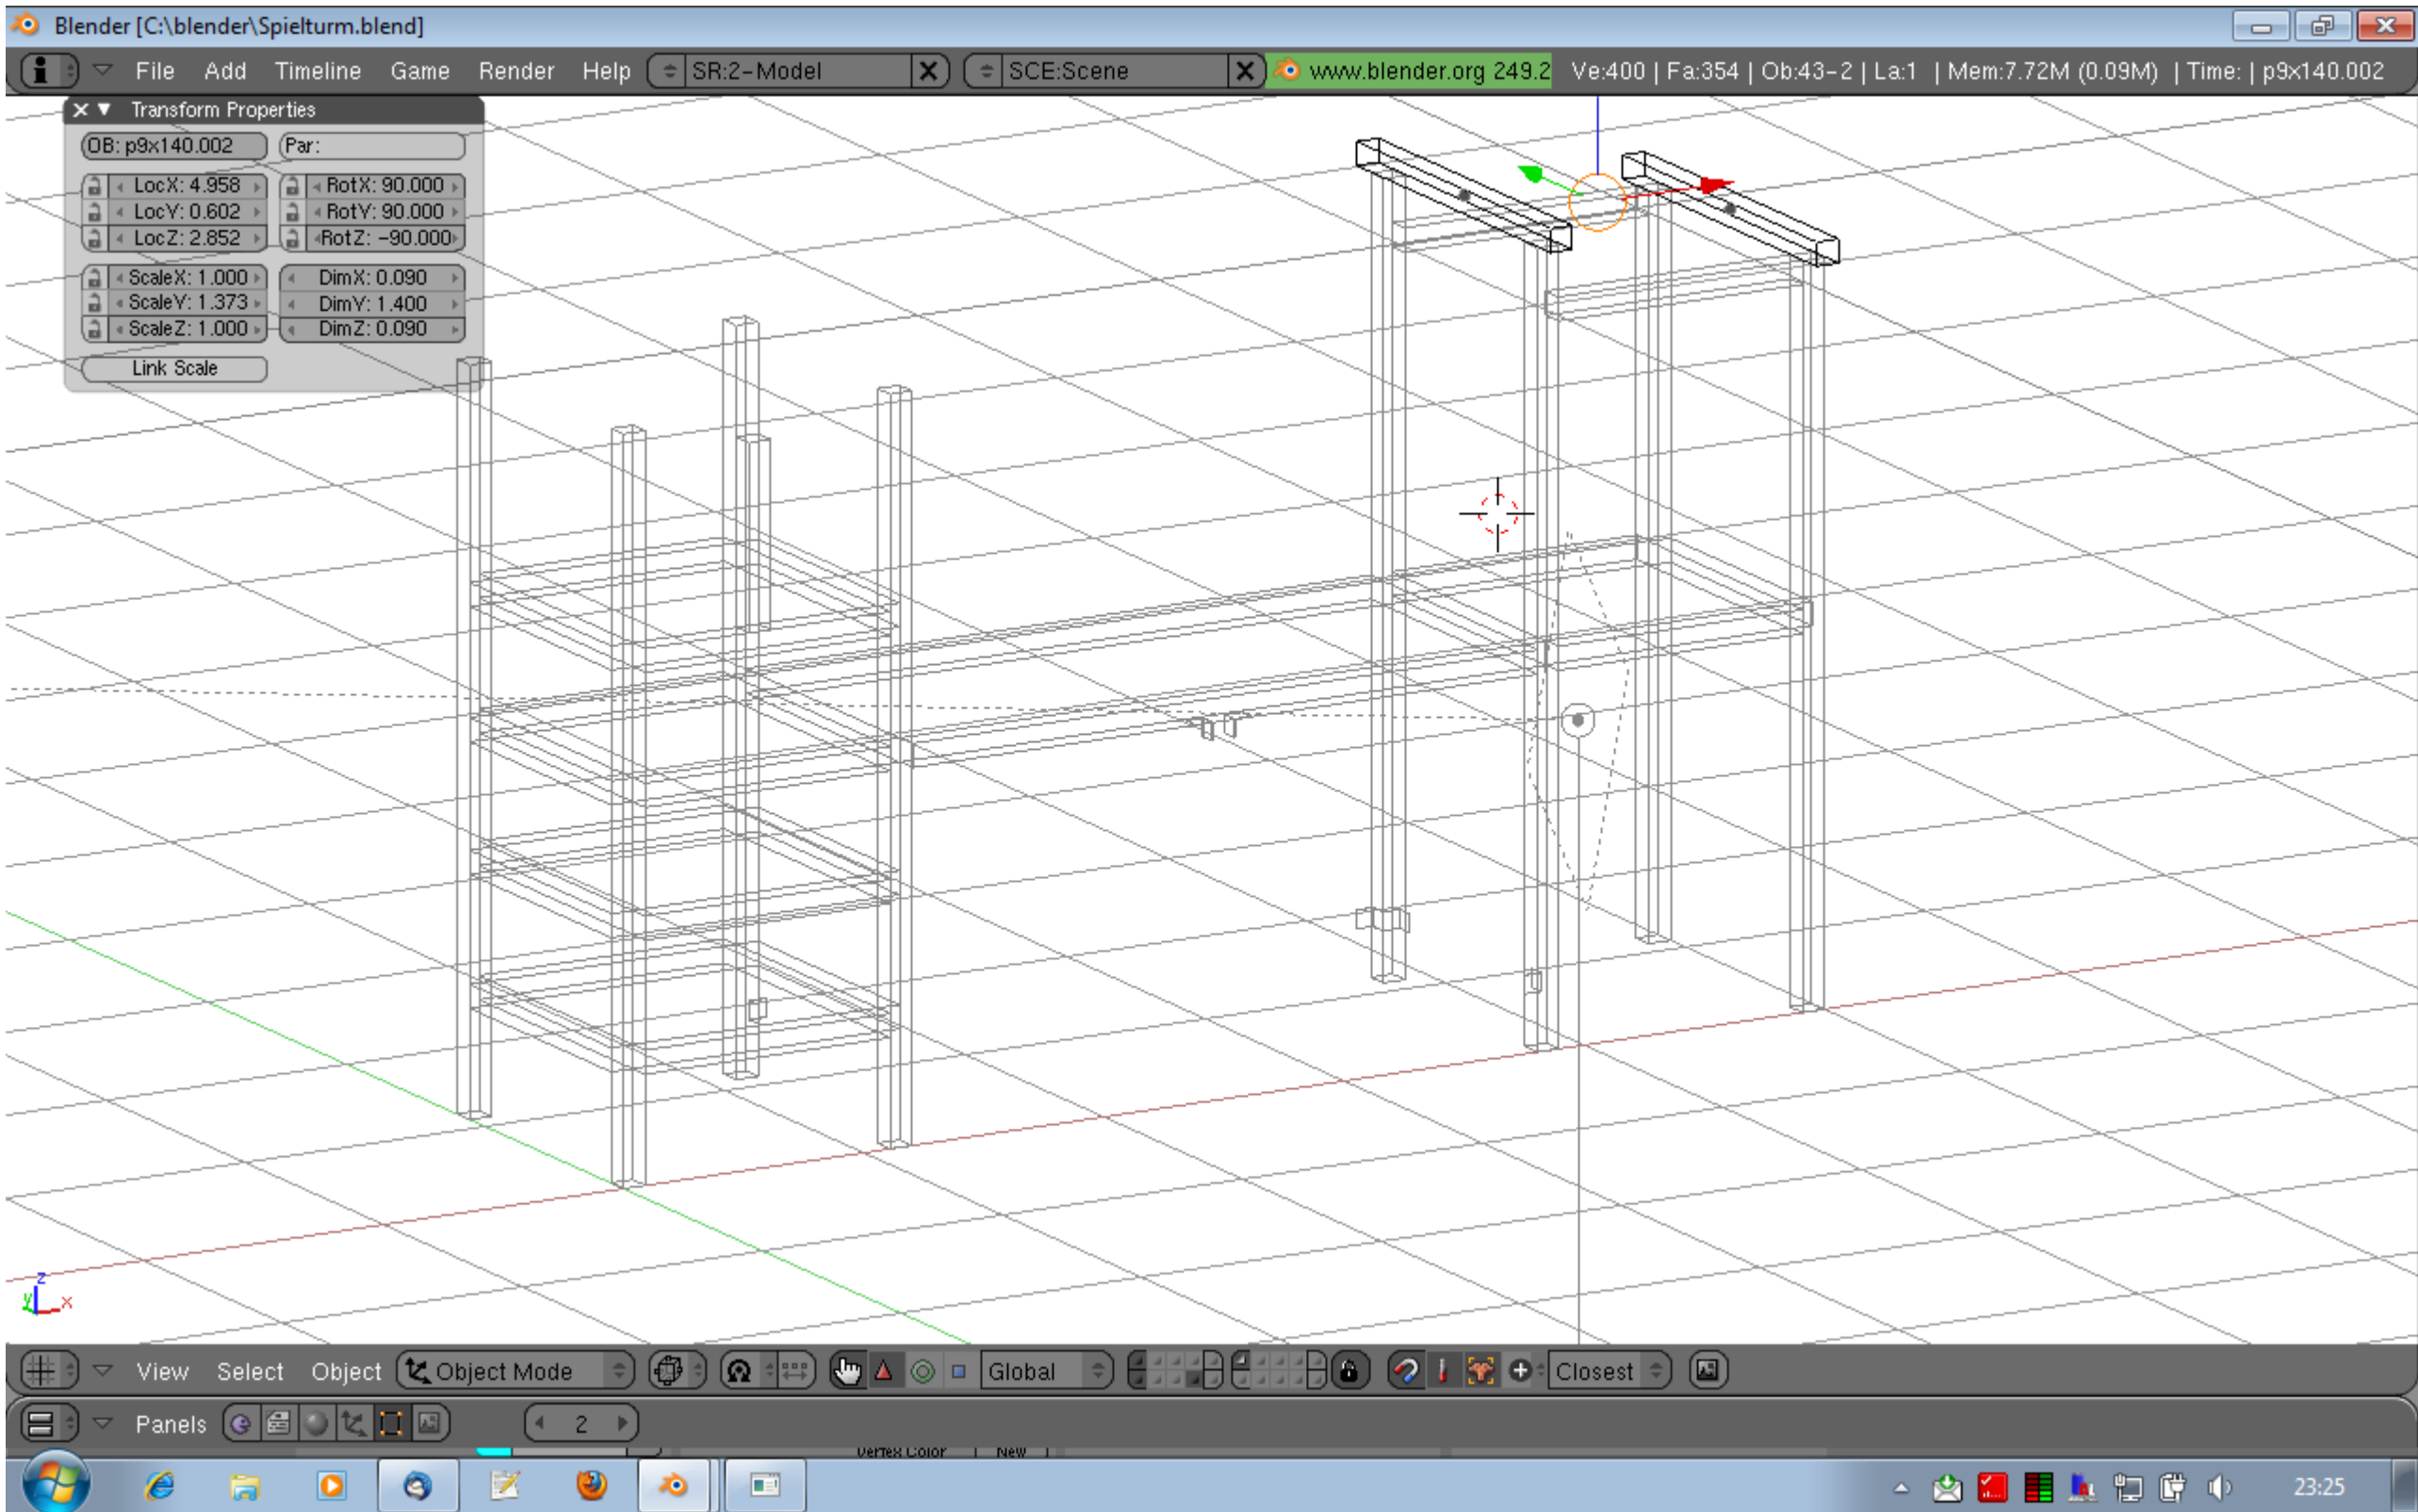 Blender [C:\blender\Spielturm.blend]
File Add Timeline Game Render Help SR:2-Model X SCE:Scene X www.blender.org 249.2 Ve:400 | Fa:354 | Ob:43-2 | La:1 | Mem:7.72M (0.09M) | Time: | p9x140.002
Transform Properties
OB: p9x140.002 Par:
LocX: 4.958 RotX: 90.000
LocY: 0.602 RotY: 90.000
LocZ: 2.852 RotZ: -90.000
ScaleX: 1.000 DimX: 0.090
ScaleY: 1.373 DimY: 1.400
ScaleZ: 1.000 DimZ: 0.090
Link Scale
z
y x
View Select Object Object Mode Global Closest
Panels 2
Vertex Color New
23:25